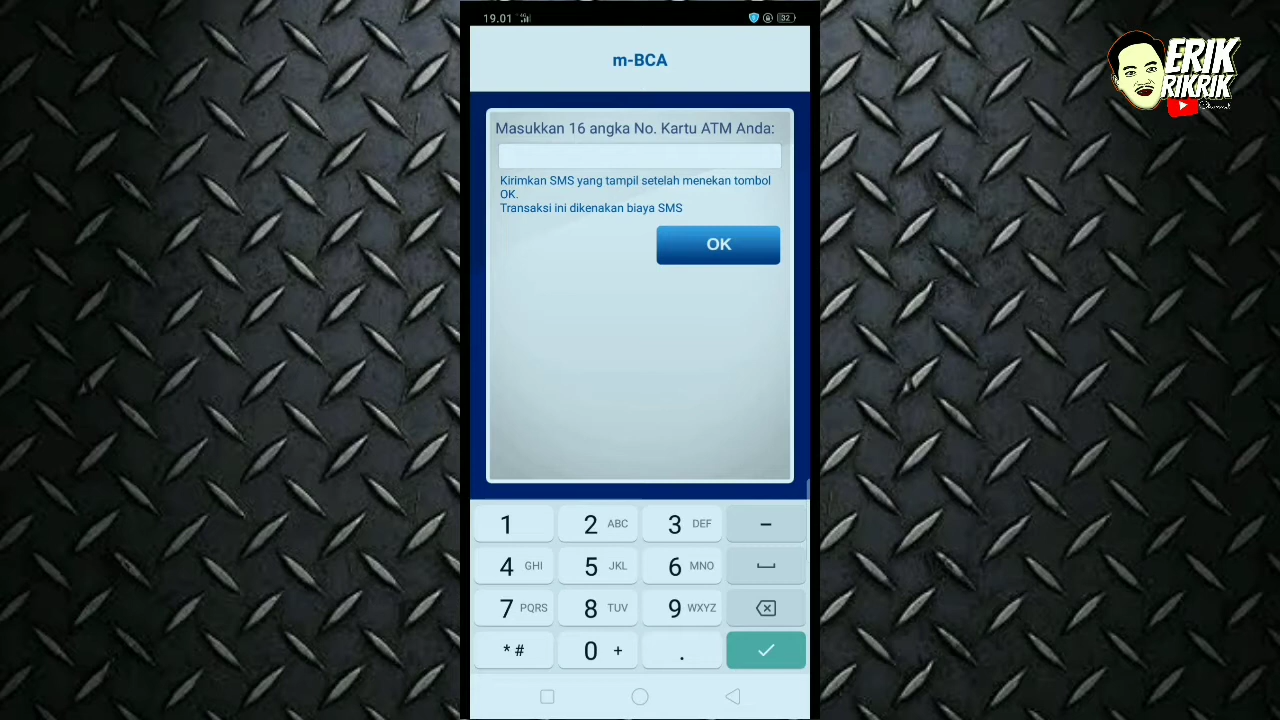 19.01
32
m-BCA
ERIK
RIKRIK
Channel
Masukkan 16 angka No. Kartu ATM Anda:
Kirimkan SMS yang tampil setelah menekan tombol
OK.
Transaksi ini dikenakan biaya SMS
OK
1 2 ABC 3 DEF -
4 GHI 5 JKL 6 MNO
7 PQRS 8 TUV 9 WXYZ
* # 0 + .